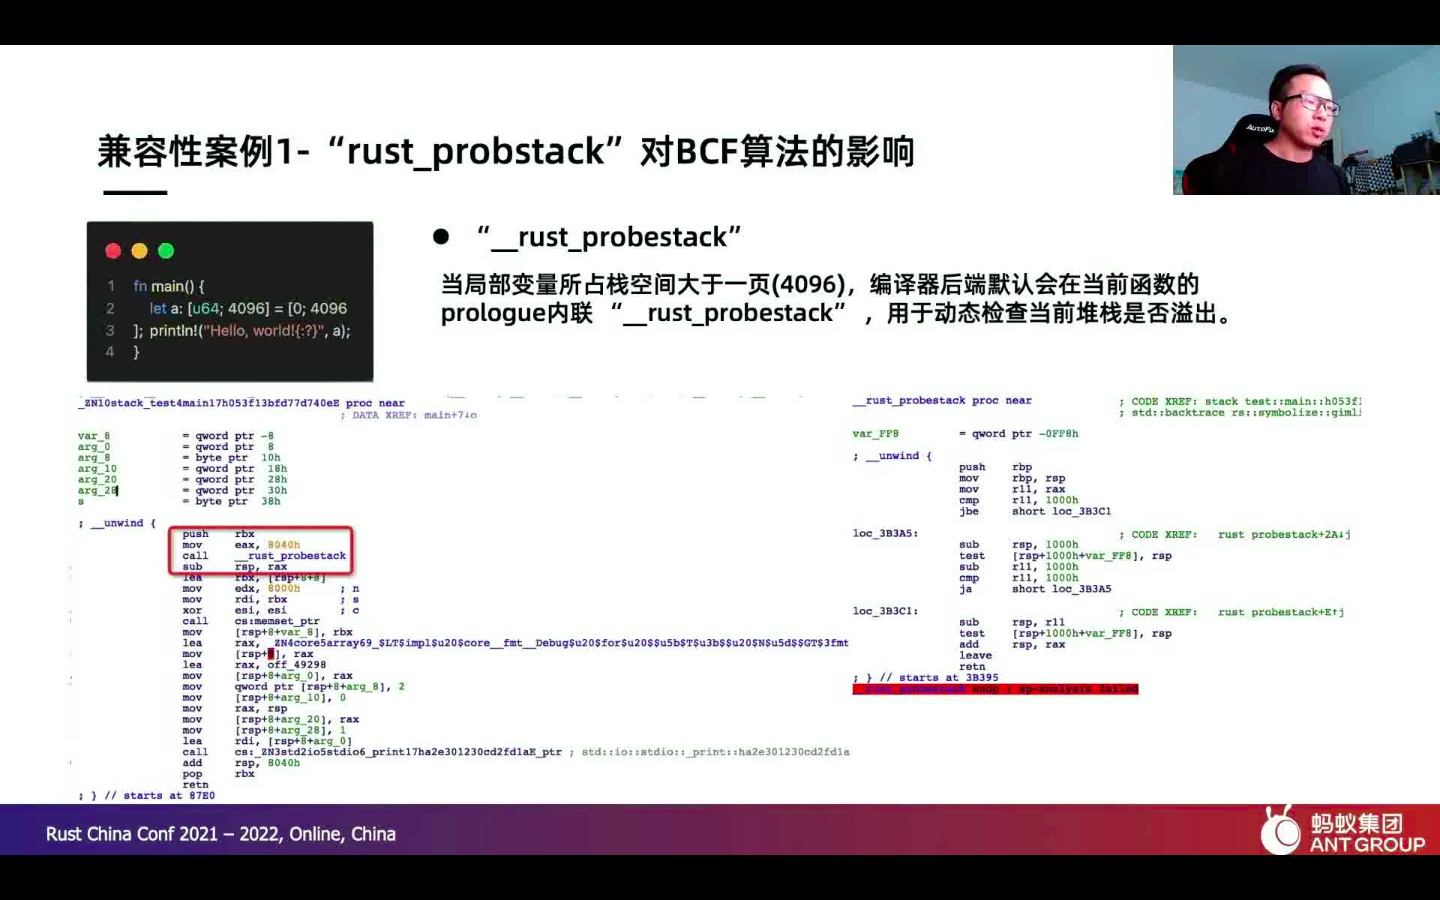 兼容性案例1-“rust_probstack”对BCF算法的影响
AutoFu
1 fn main() {
2 let a: [u64; 4096] = [0; 4096
3 ]; println!("Hello, world!{:?}", a);
4 }
● “__rust_probestack”
当局部变量所占栈空间大于一页(4096)，编译器后端默认会在当前函数的
prologue内联 “__rust_probestack” ，用于动态检查当前堆栈是否溢出。
_ZN10stack_test4main17h053f13bfd77d740eE proc near
; DATA XREF: main+7↓o
var_8 = qword ptr -8
arg_0 = qword ptr 8
arg_8 = byte ptr 10h
arg_10 = qword ptr 18h
arg_20 = qword ptr 28h
arg_28 = qword ptr 30h
s = byte ptr 38h
; __unwind {
push rbx
mov eax, 8040h
call __rust_probestack
sub rsp, rax
lea rbx, [rsp+8+s]
mov edx, 8000h ; n
mov rdi, rbx ; s
xor esi, esi ; c
call cs:memset_ptr
mov [rsp+8+var_8], rbx
lea rax, _ZN4core5array69_$LT$impl$u20$core__fmt__Debug$u20$for$u20$$u5b$T$u3b$$u20$N$u5d$$GT$3fmt
mov [rsp+8], rax
lea rax, off_49298
mov [rsp+8+arg_0], rax
mov qword ptr [rsp+8+arg_8], 2
mov [rsp+8+arg_10], 0
mov rax, rsp
mov [rsp+8+arg_20], rax
mov [rsp+8+arg_28], 1
lea rdi, [rsp+8+arg_0]
call cs:_ZN3std2io5stdio6_print17ha2e301230cd2fd1aE_ptr ; std::io::stdio::_print::ha2e301230cd2fd1a
add rsp, 8040h
pop rbx
retn
; } // starts at 87E0
__rust_probestack proc near ; CODE XREF: stack test::main::h053f1
; std::backtrace rs::symbolize::gimli
var_FF8 = qword ptr -0FF8h
; __unwind {
push rbp
mov rbp, rsp
mov r11, rax
cmp r11, 1000h
jbe short loc_3B3C1
loc_3B3A5: ; CODE XREF: rust probestack+2A↓j
sub rsp, 1000h
test [rsp+1000h+var_FF8], rsp
sub r11, 1000h
cmp r11, 1000h
ja short loc_3B3A5
loc_3B3C1: ; CODE XREF: rust probestack+E↑j
sub rsp, r11
test [rsp+1000h+var_FF8], rsp
add rsp, rax
leave
retn
; } // starts at 3B395
__rust_probestack endp ; sp-analysis failed
Rust China Conf 2021 – 2022, Online, China
蚂蚁集团
ANT GROUP